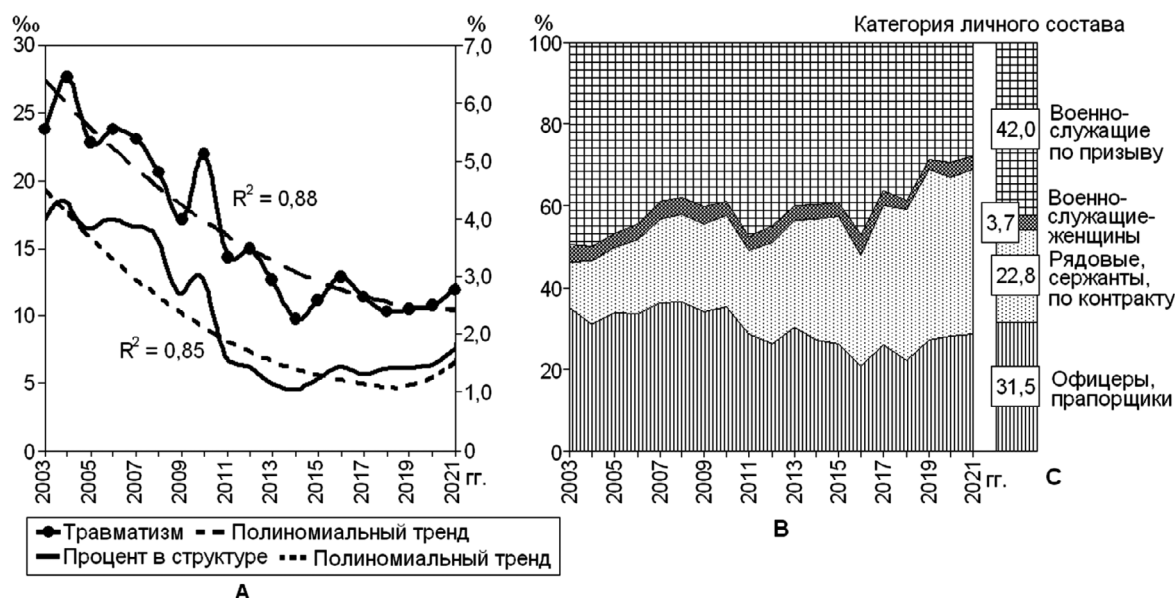 ‰
%
30
25
20
15
10
5
0
7,0
6,0
5,0
4,0
3,0
2,0
1,0
0
R² = 0,88
R² = 0,85
2003
2005
2007
2009
2011
2013
2015
2017
2019
2021
гг.
Травматизм
Полиномиальный тренд
Процент в структуре
Полиномиальный тренд
A
%
Категория личного состава
100
80
60
40
20
0
2003
2005
2007
2009
2011
2013
2015
2017
2019
2021
гг.
B
42,0
Военно-
служащие
по призыву
3,7
Военно-
служащие-
женщины
22,8
Рядовые,
сержанты,
по контракту
31,5
Офицеры,
прапорщики
C